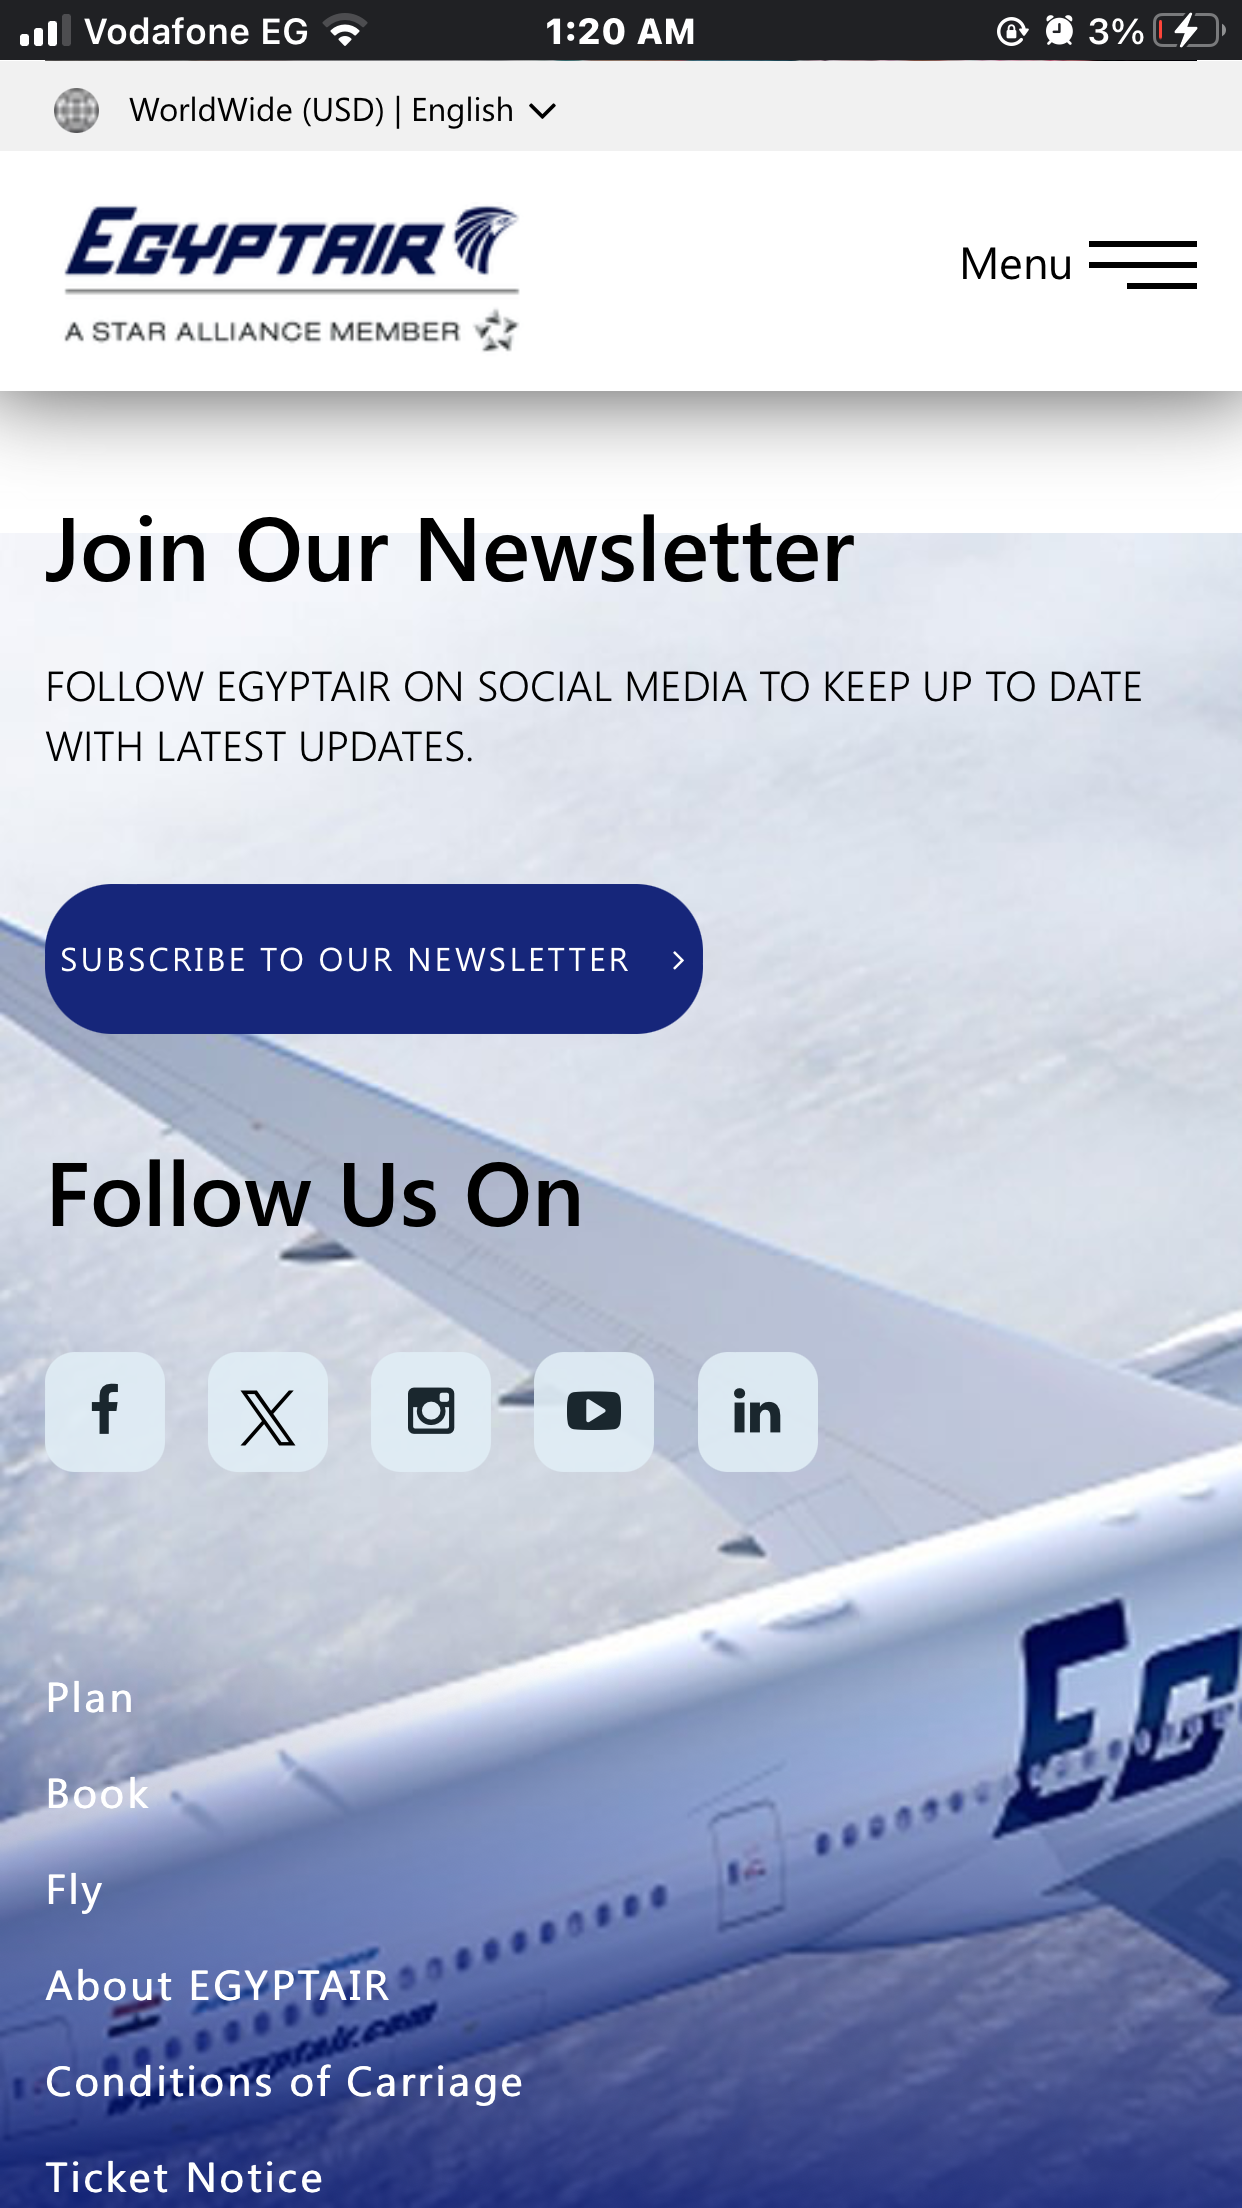 Vodafone EG
1:20 AM
3%
WorldWide (USD) | English
EGYPTAIR
A STAR ALLIANCE MEMBER
Menu
Join Our Newsletter
FOLLOW EGYPTAIR ON SOCIAL MEDIA TO KEEP UP TO DATE
WITH LATEST UPDATES.
SUBSCRIBE TO OUR NEWSLETTER
Follow Us On
Plan
Book
Fly
About EGYPTAIR
Conditions of Carriage
Ticket Notice